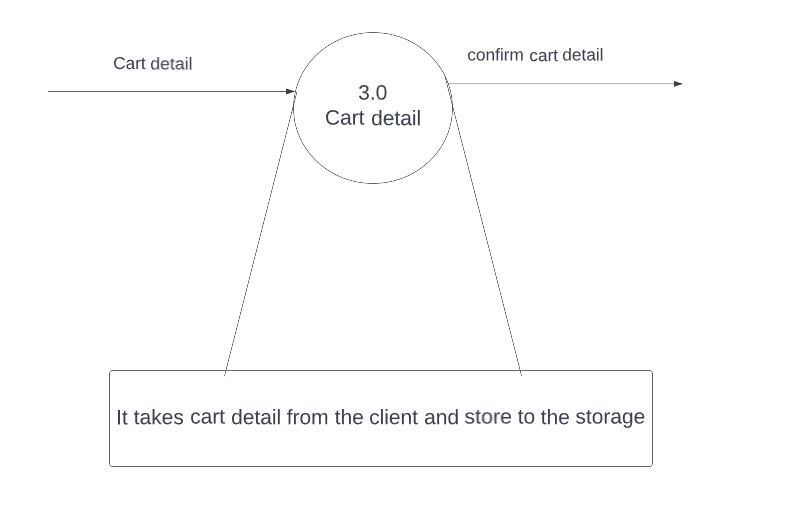 Cart detail
confirm cart detail
3.0
Cart detail
It takes cart detail from the client and store to the storage